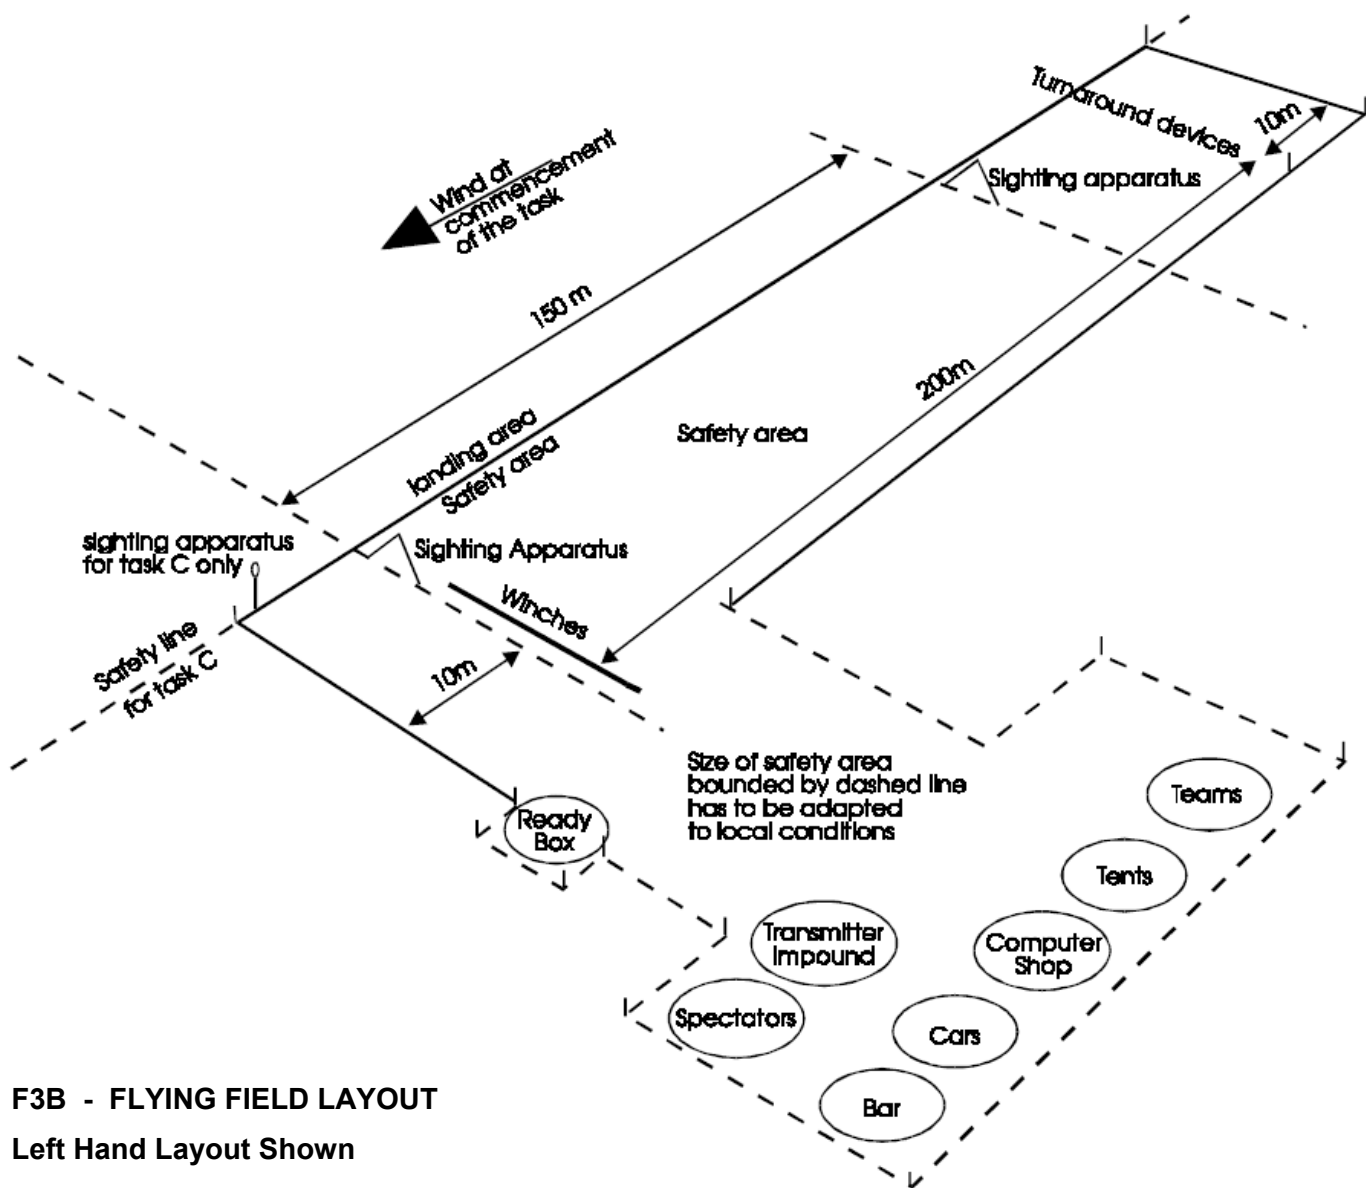 Turnaround devices
10m
Wind at
commencement
of the task
Sighting apparatus
150 m
200m
landing area
Safety area
Safety area
sighting apparatus
for task C only
Sighting Apparatus
Winches
Safety line
for task C
10m
Size of safety area
bounded by dashed line
has to be adapted
to local conditions
Teams
Ready
Box
Tents
Transmitter
Impound
Computer
Shop
Spectators
Cars
Bar
F3B - FLYING FIELD LAYOUT
Left Hand Layout Shown